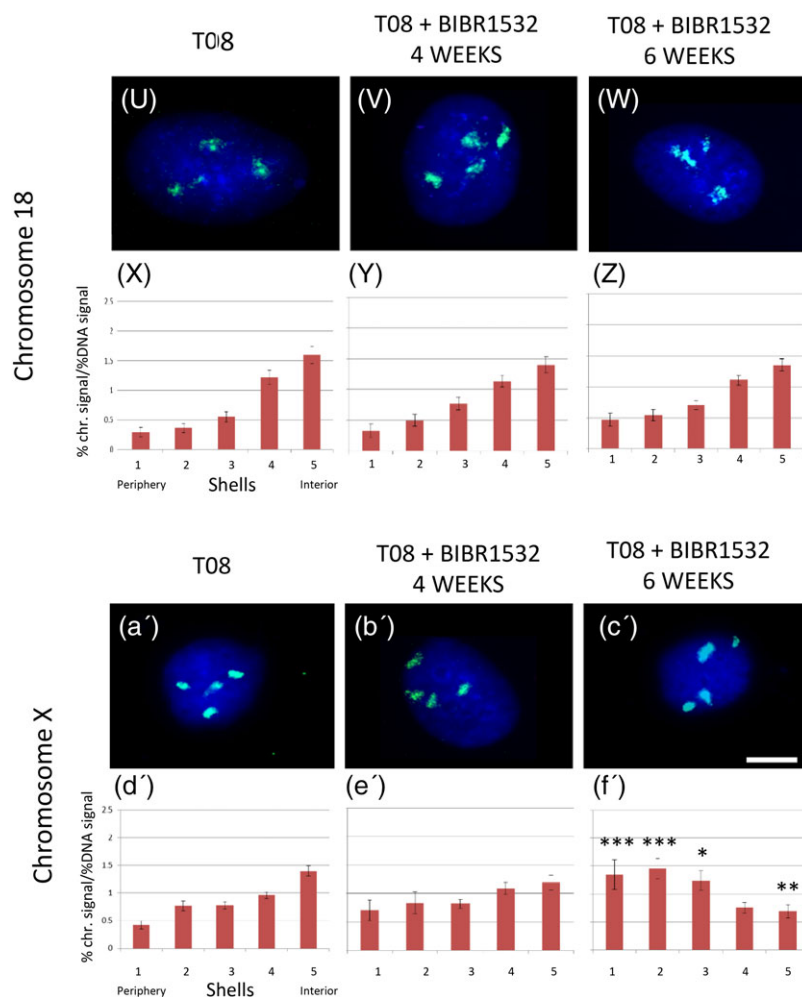 T08
T08 + BIBR1532
4 WEEKS
T08 + BIBR1532
6 WEEKS
Chromosome 18
(U)
(V)
(W)
(X)
(Y)
(Z)
% chr. signal/%DNA signal
2.5
2
1.5
1
0.5
0
1 2 3 4 5
1 2 3 4 5
1 2 3 4 5
Periphery Shells Interior
T08
T08 + BIBR1532
4 WEEKS
T08 + BIBR1532
6 WEEKS
Chromosome X
(a´)
(b´)
(c´)
(d´)
(e´)
(f´)
% chr. signal/%DNA signal
2.5
2
1.5
1
0.5
0
*** *** * **
1 2 3 4 5
1 2 3 4 5
1 2 3 4 5
Periphery Shells Interior